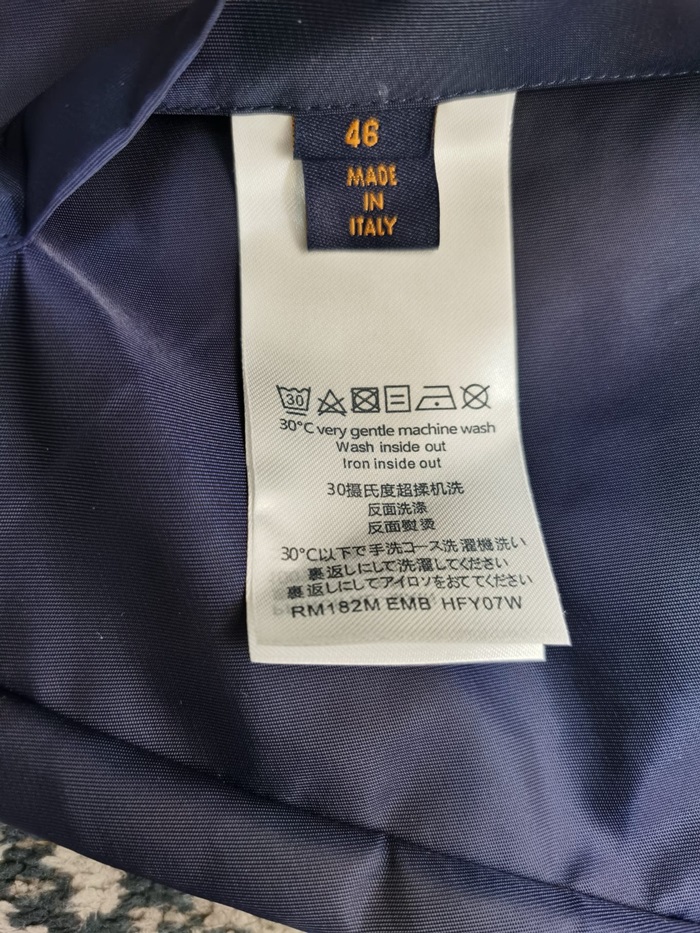 46
MADE
IN
ITALY
30
30°C very gentle machine wash
Wash inside out
Iron inside out
30摄氏度超揉机洗
反面洗涤
反面熨烫
30°C以下で手洗コース洗濯機洗い
裏返しにして洗濯してください
裏返しにしてアイロソをおててください
RM182M EMB HFY07W